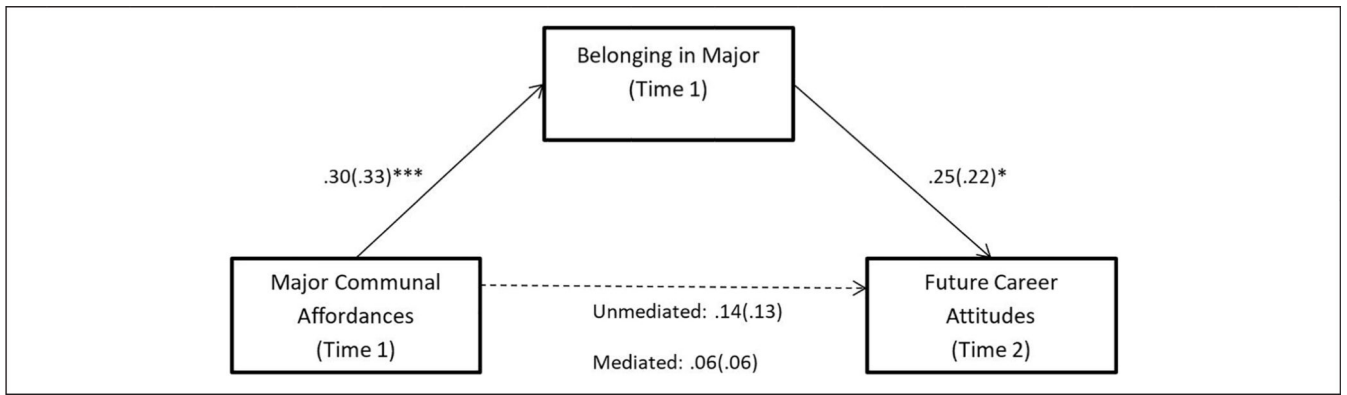 Belonging in Major
(Time 1)
.30(.33)***
.25(.22)*
Major Communal
Affordances
(Time 1)
Unmediated: .14(.13)
Mediated: .06(.06)
Future Career
Attitudes
(Time 2)